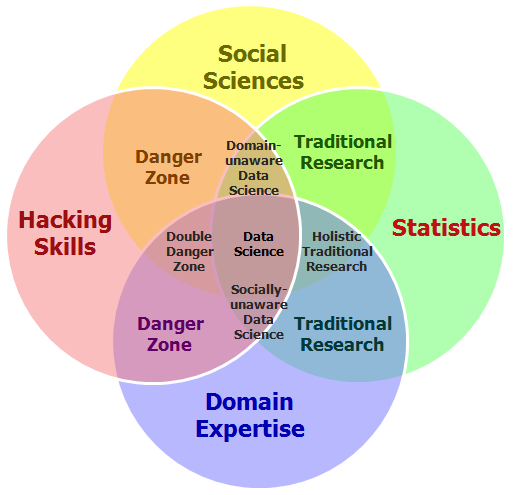 Social
Sciences
Danger
Zone
Domain-
unaware
Data
Science
Traditional
Research
Hacking
Skills
Double
Danger
Zone
Data
Science
Holistic
Traditional
Research
Statistics
Danger
Zone
Socially-
unaware
Data
Science
Traditional
Research
Domain
Expertise